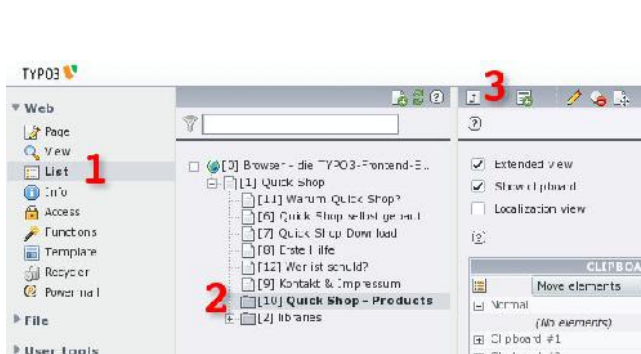 TYPO3
3
Web
Page
View
List
1
Info
Access
Functions
Template
Recycler
Powermail
File
User tools
[0] Browser - die TYPO3-Frontend-E...
[1] Quick Shop
[11] Warum Quick Shop?
[6] Quick Shop selbst gebaut
[7] Quick Shop Download
[8] Erste Hilfe
[12] Wer ist schuld?
[9] Kontakt & Impressum
2
[10] Quick Shop - Products
[2] libraries
Extended view
Show clipboard
Localization view
CLIPBOA
Move elements
Normal
(No elements)
Clipboard #1